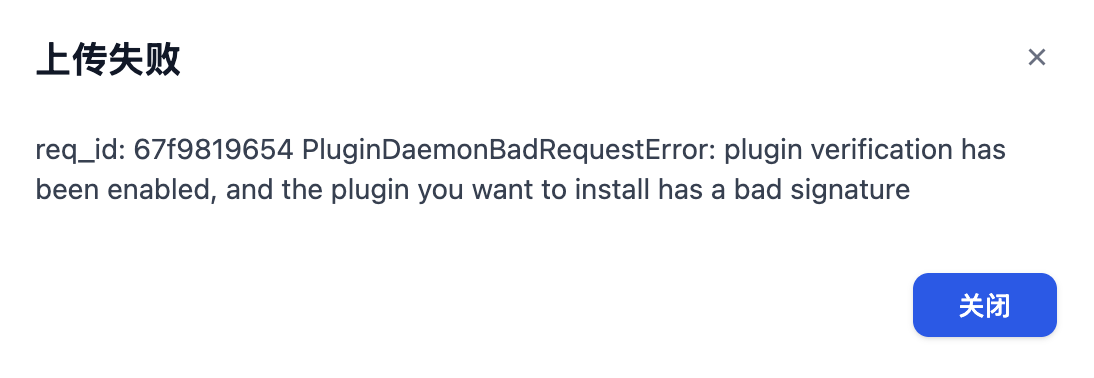 上传失败
req_id: 67f9819654 PluginDaemonBadRequestError: plugin verification has
been enabled, and the plugin you want to install has a bad signature
关闭